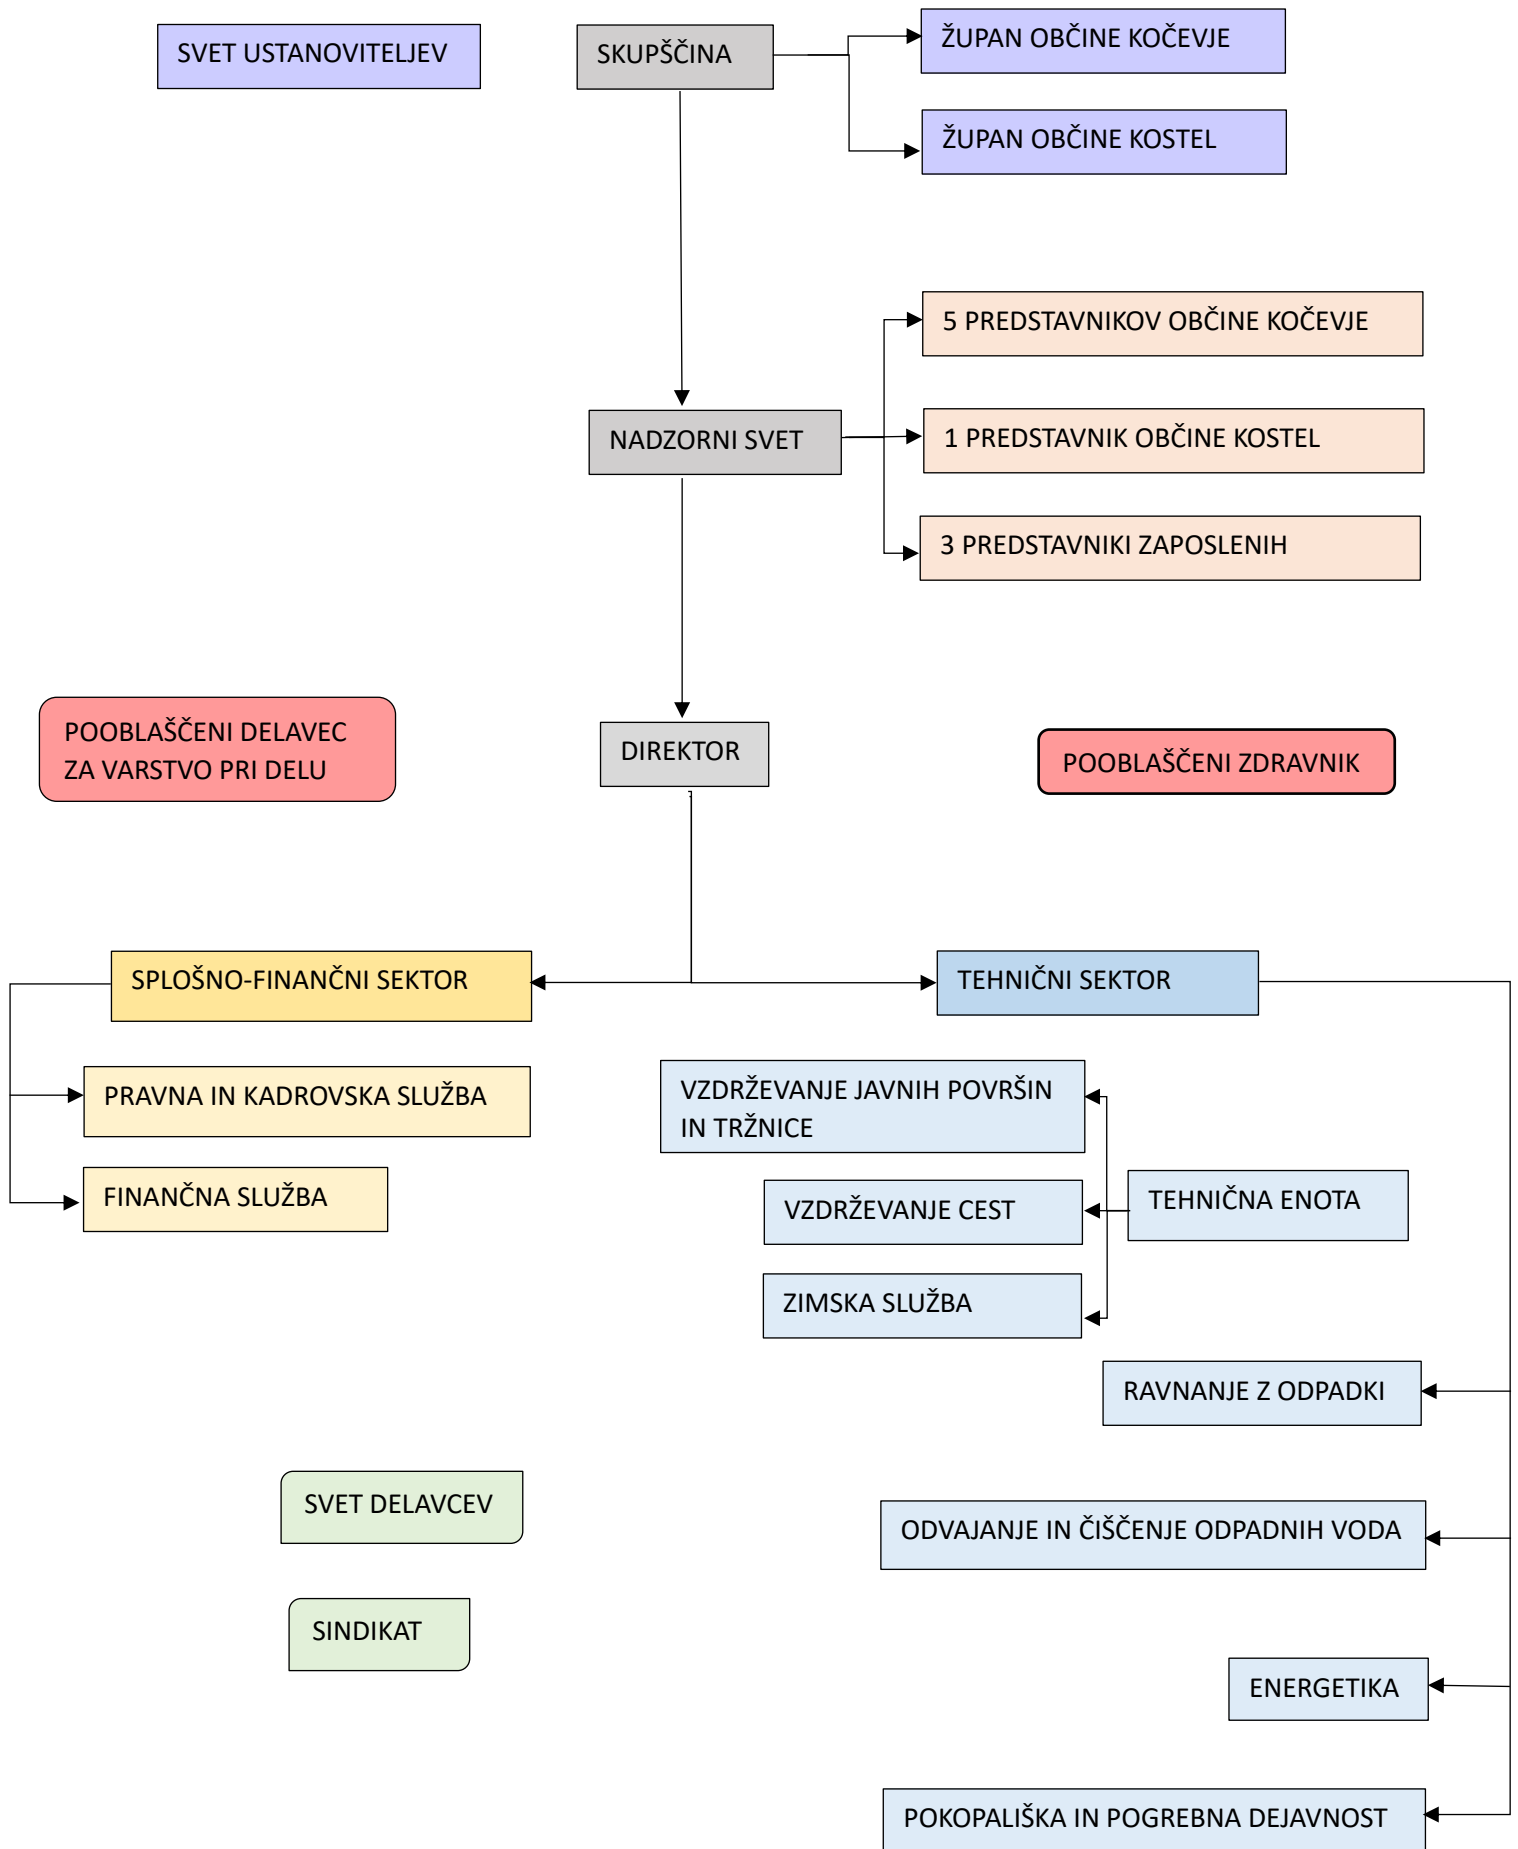 SVET USTANOVITELJEV
SKUPŠČINA
ŽUPAN OBČINE KOČEVJE
ŽUPAN OBČINE KOSTEL
5 PREDSTAVNIKOV OBČINE KOČEVJE
NADZORNI SVET
1 PREDSTAVNIK OBČINE KOSTEL
3 PREDSTAVNIKI ZAPOSLENIH
POOBLAŠČENI DELAVEC
ZA VARSTVO PRI DELU
DIREKTOR
POOBLAŠČENI ZDRAVNIK
SPLOŠNO-FINANČNI SEKTOR
TEHNIČNI SEKTOR
PRAVNA IN KADROVSKA SLUŽBA
FINANČNA SLUŽBA
VZDRŽEVANJE JAVNIH POVRŠIN
IN TRŽNICE
VZDRŽEVANJE CEST
TEHNIČNA ENOTA
ZIMSKA SLUŽBA
RAVNANJE Z ODPADKI
SVET DELAVCEV
ODVAJANJE IN ČIŠČENJE ODPADNIH VODA
SINDIKAT
ENERGETIKA
POKOPALIŠKA IN POGREBNA DEJAVNOST